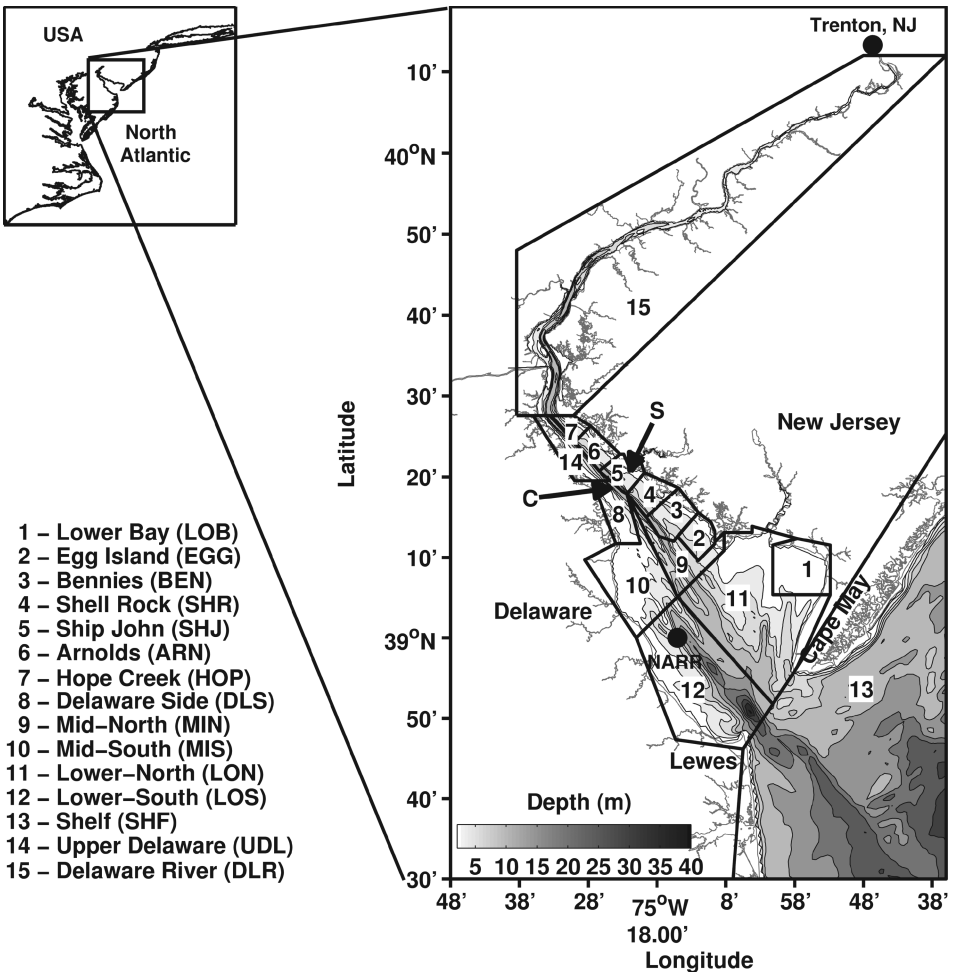 USA
North
Atlantic
Trenton, NJ
10'
40°N
50'
40'
30'
20'
10'
39°N
50'
40'
30'
Latitude
15
S
New Jersey
7
6
14
5
C
4
8
3
2
9
1
10
11
Delaware
Cape May
NARR
12
13
Lewes
Depth (m)
5 10 15 20 25 30 35 40
48' 38' 28' 75°W 8' 58' 48' 38'
18.00'
Longitude
1 − Lower Bay (LOB)
2 − Egg Island (EGG)
3 − Bennies (BEN)
4 − Shell Rock (SHR)
5 − Ship John (SHJ)
6 − Arnolds (ARN)
7 − Hope Creek (HOP)
8 − Delaware Side (DLS)
9 − Mid−North (MIN)
10 − Mid−South (MIS)
11 − Lower−North (LON)
12 − Lower−South (LOS)
13 − Shelf (SHF)
14 − Upper Delaware (UDL)
15 − Delaware River (DLR)